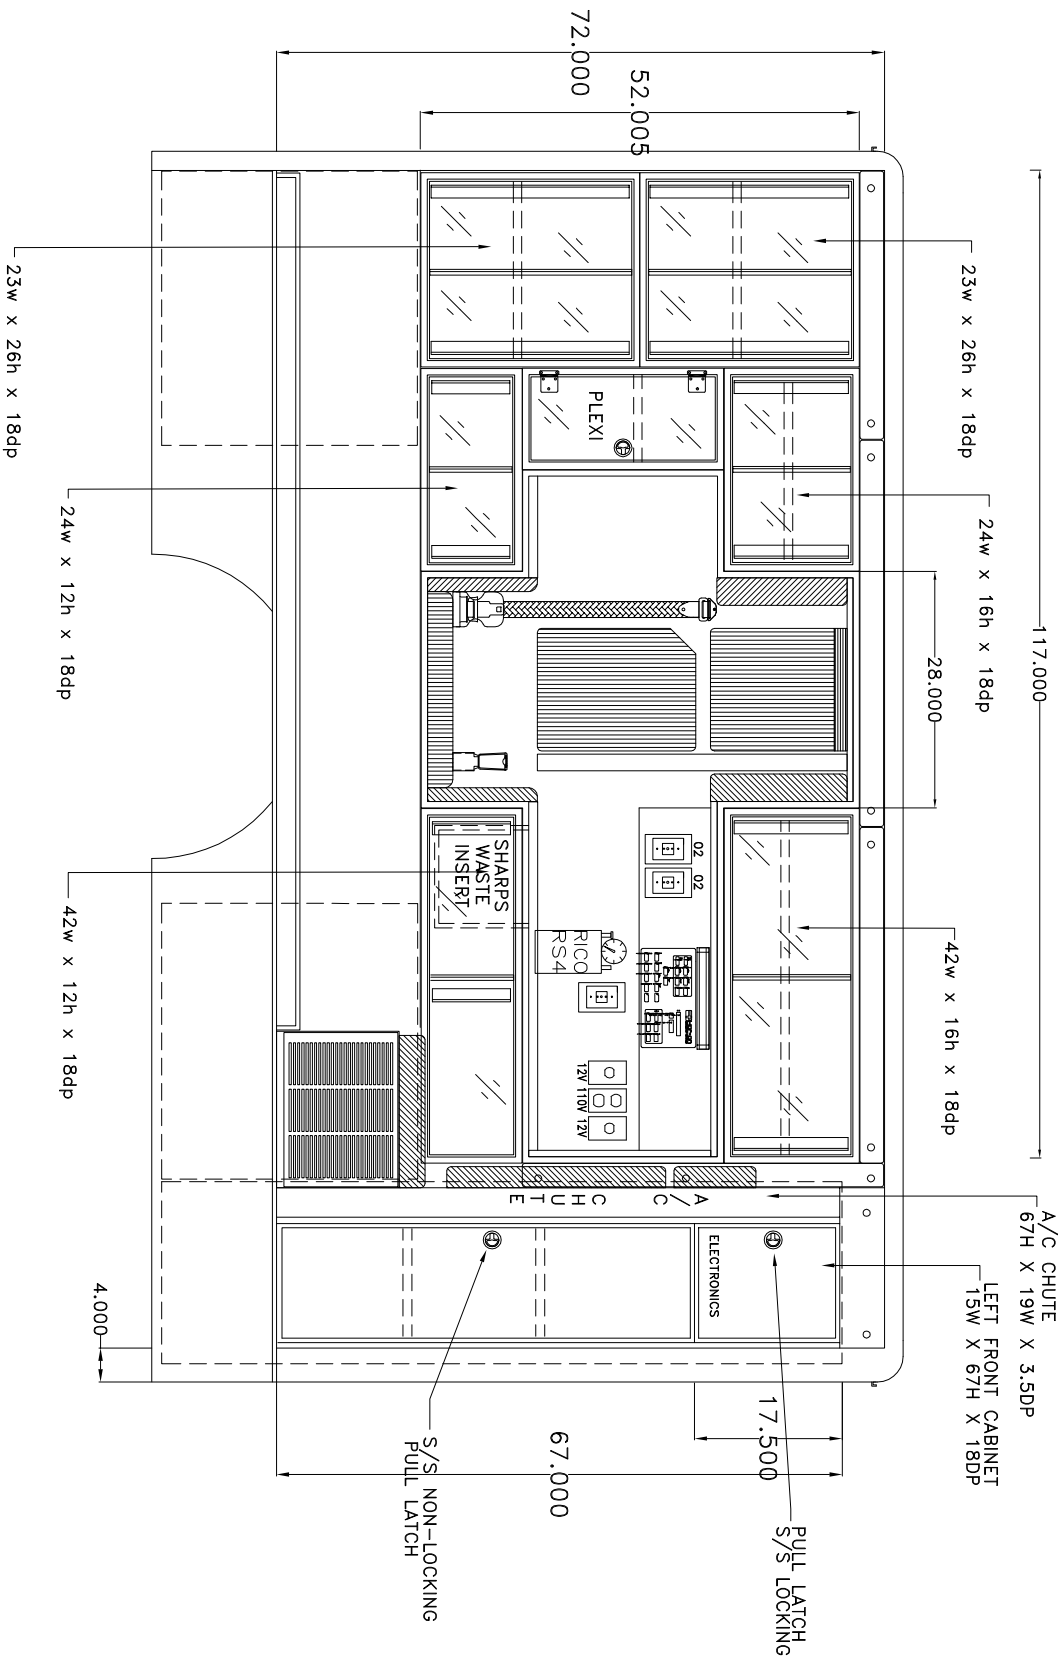 72.000
52.005
117.000
28.000
23w x 26h x 18dp
24w x 16h x 18dp
42w x 16h x 18dp
A/C CHUTE
67H X 19W X 3.5DP
LEFT FRONT CABINET
15W X 67H X 18DP
PLEXI
O2
O2
RICO
RS4
12V
110V
12V
SHARPS
WASTE
INSERT
A/C CHUTE
ELECTRONICS
17.500
67.000
PULL LATCH
S/S LOCKING
S/S NON-LOCKING
PULL LATCH
23w x 26h x 18dp
24w x 12h x 18dp
42w x 12h x 18dp
4.000